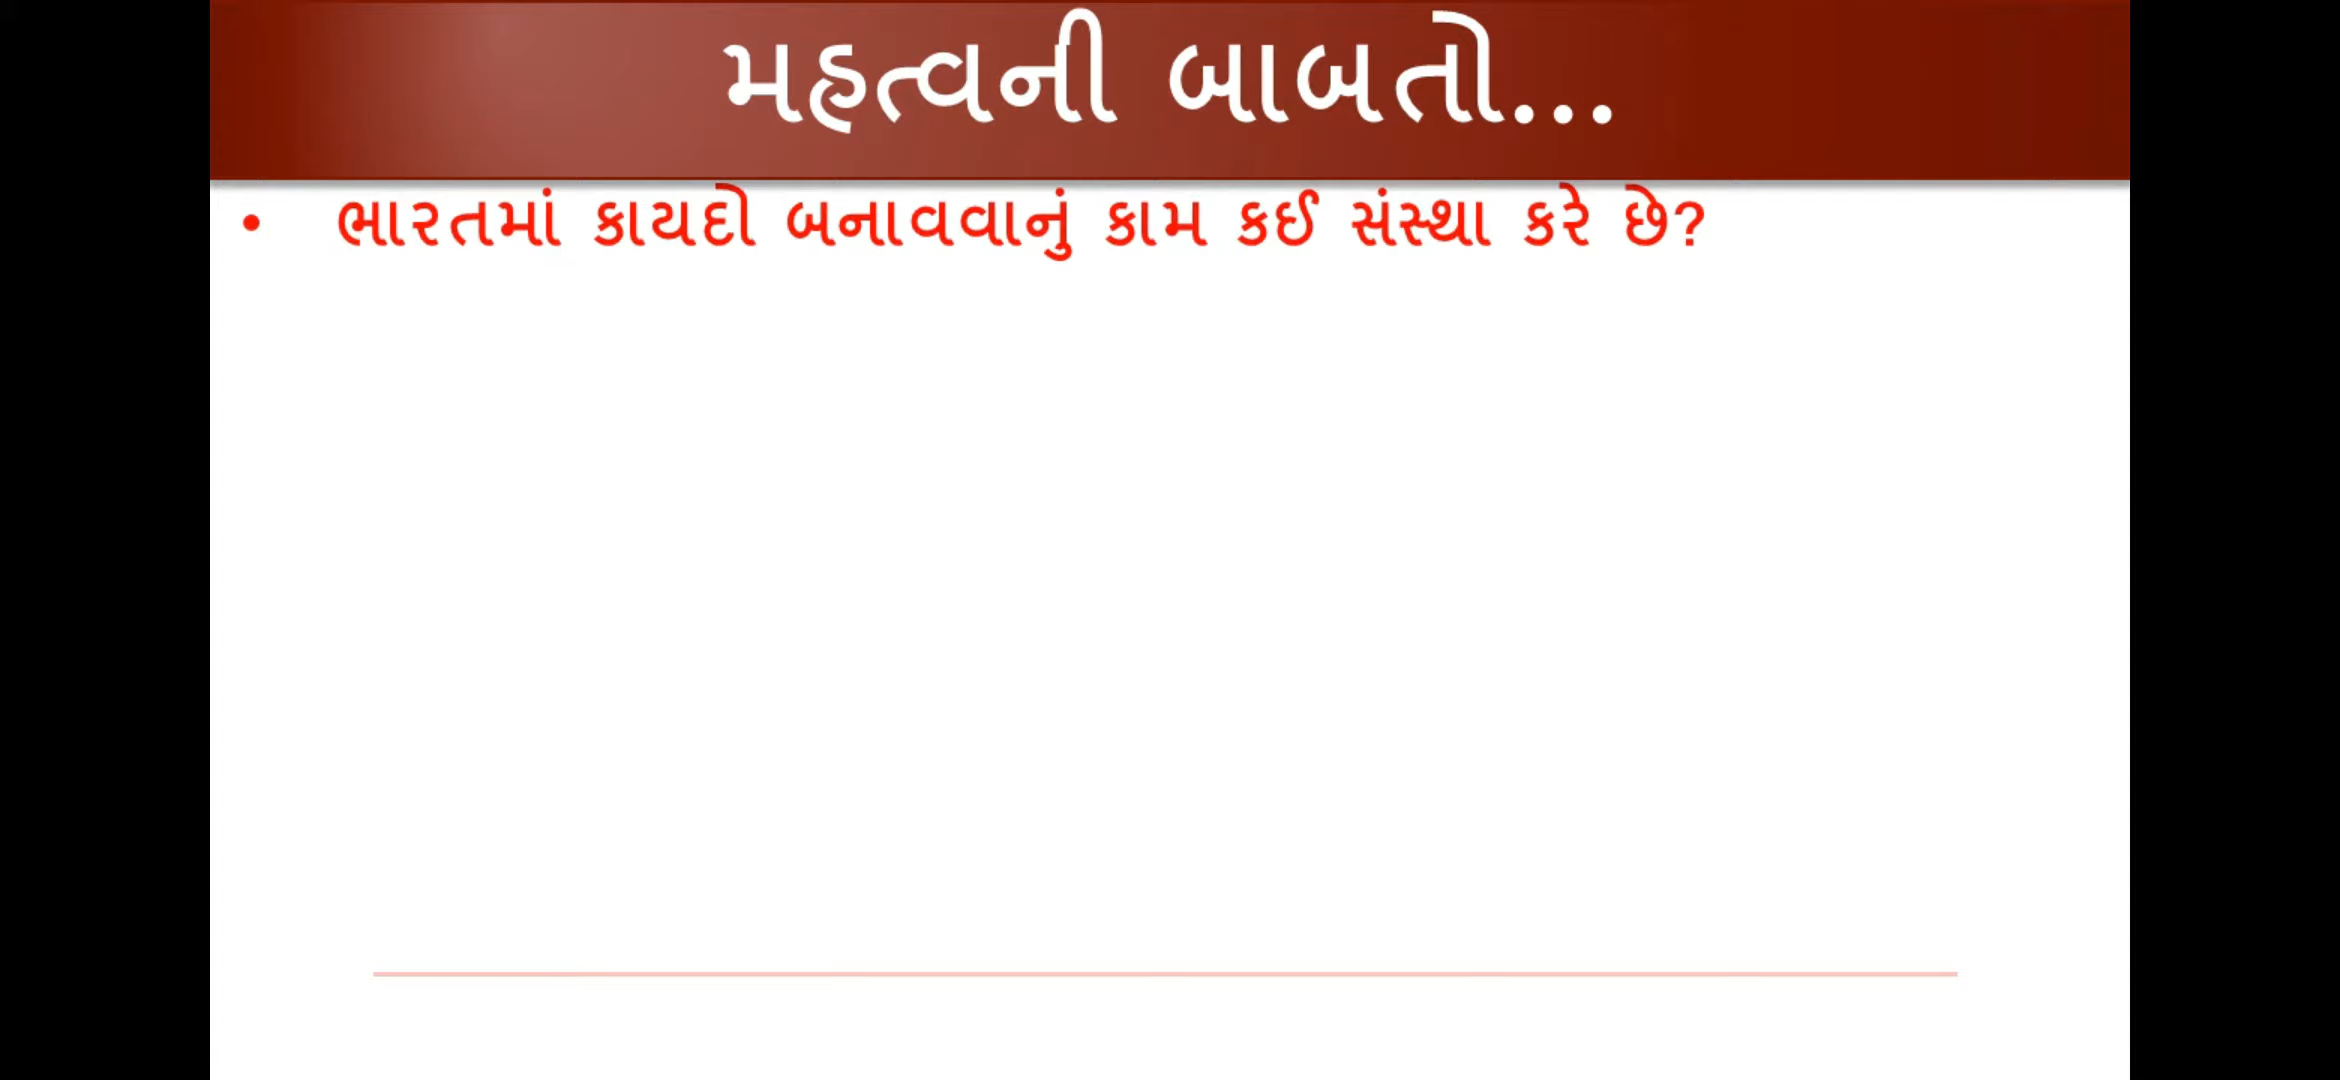 મહત્વની બાબતો...
• ભારતમાં કાયદો બનાવવાનું કામ કઈ સંસ્થા કરે છે?